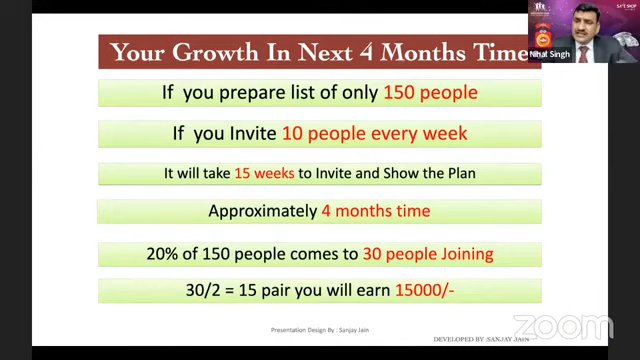 Your Growth In Next 4 Months Time
If you prepare list of only 150 people
If you Invite 10 people every week
It will take 15 weeks to Invite and Show the Plan
Approximately 4 months time
20% of 150 people comes to 30 people Joining
30/2 = 15 pair you will earn 15000/-
Presentation Design By : Sanjay Jain
DEVELOPED BY :SANJAY JAIN
Nihal Singh
zoom